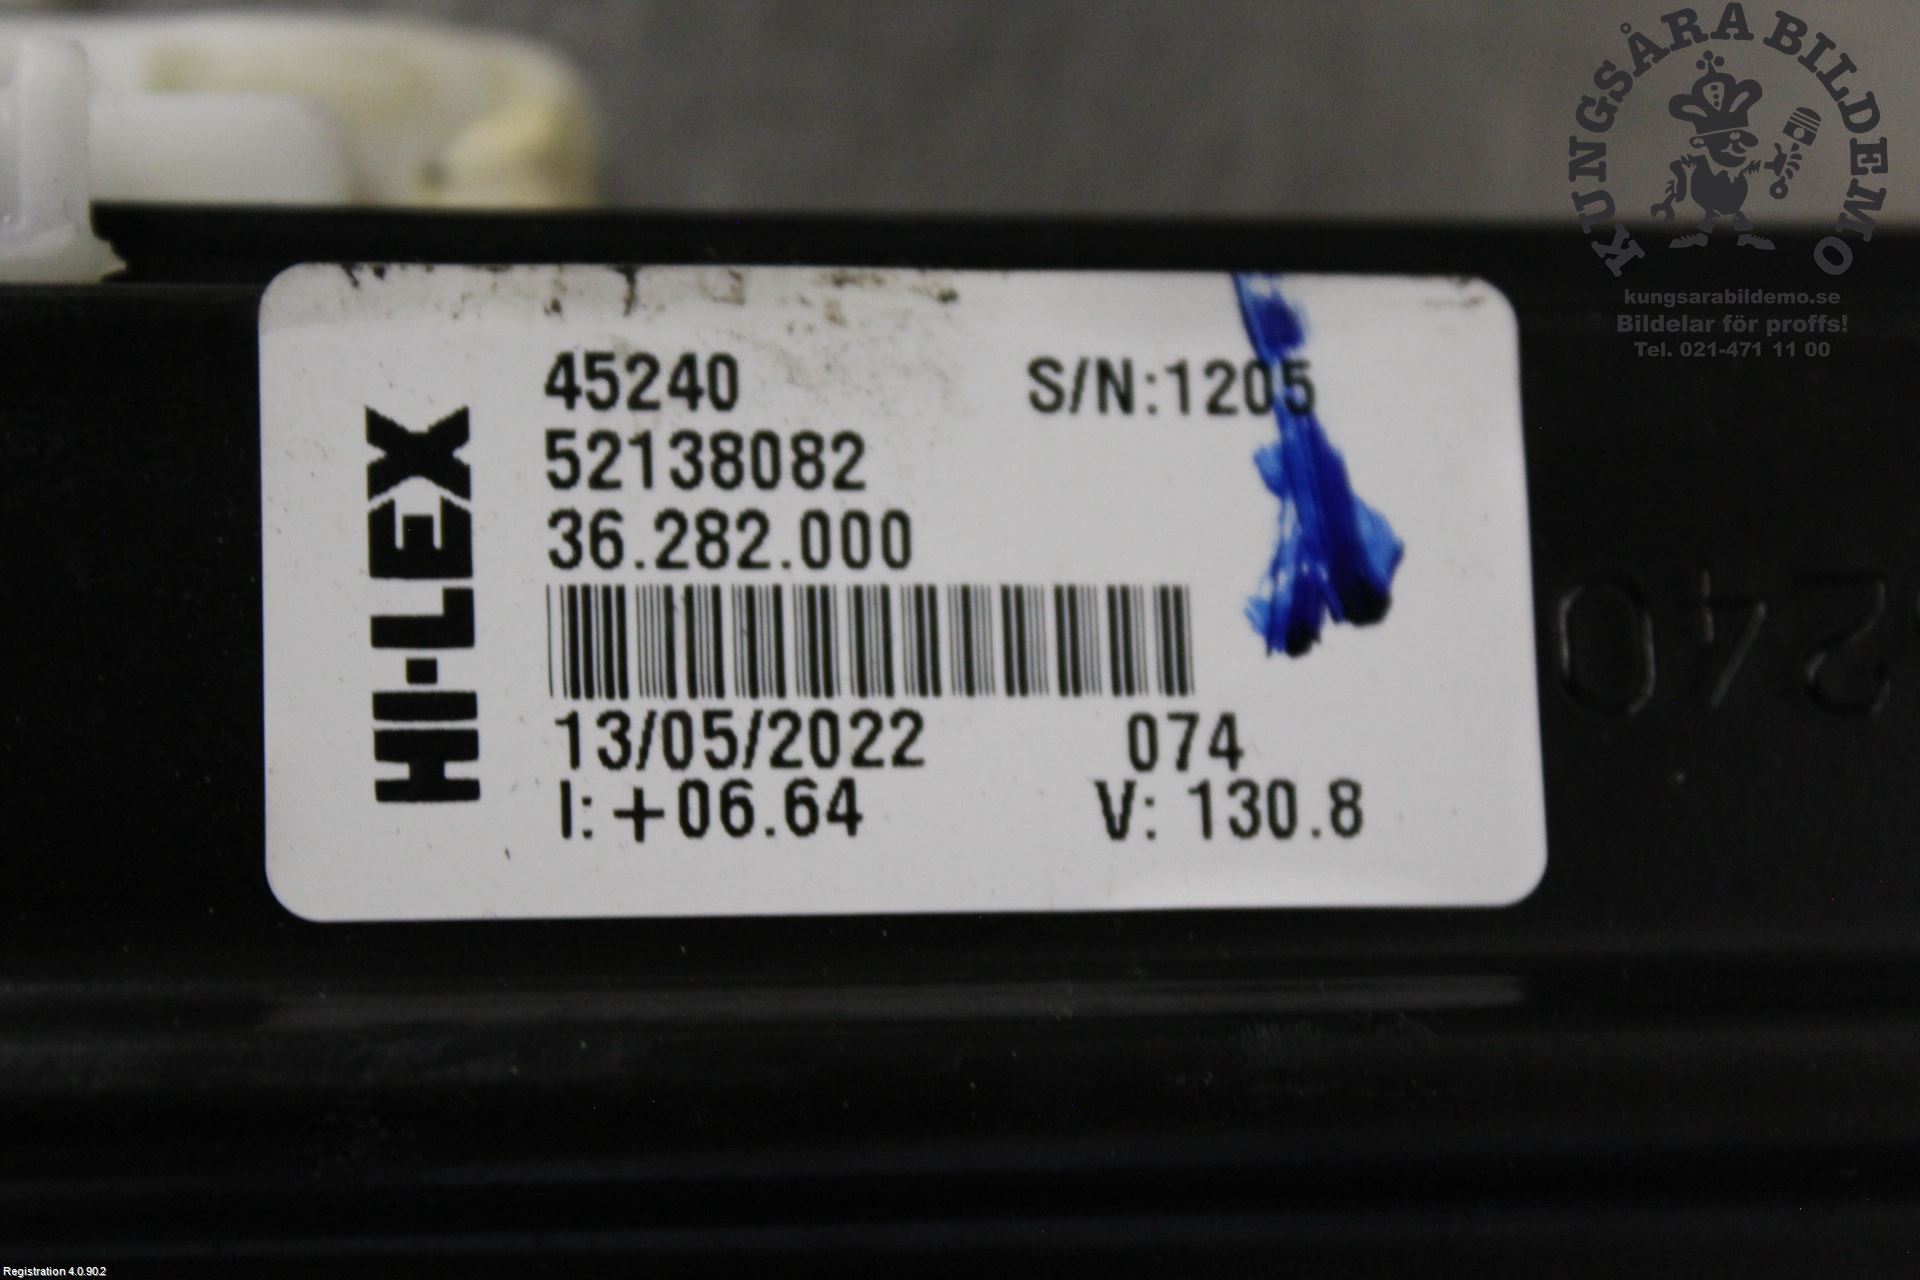 KUNGSÅRA BILDEMO
kungsarabildemo.se
Bildelar för proffs!
Tel. 021-471 11 00
HI-LEX
45240 S/N:1205
52138082
36.282.000
13/05/2022 074
I: +06.64 V: 130.8
240
Registration 4.0.90.2